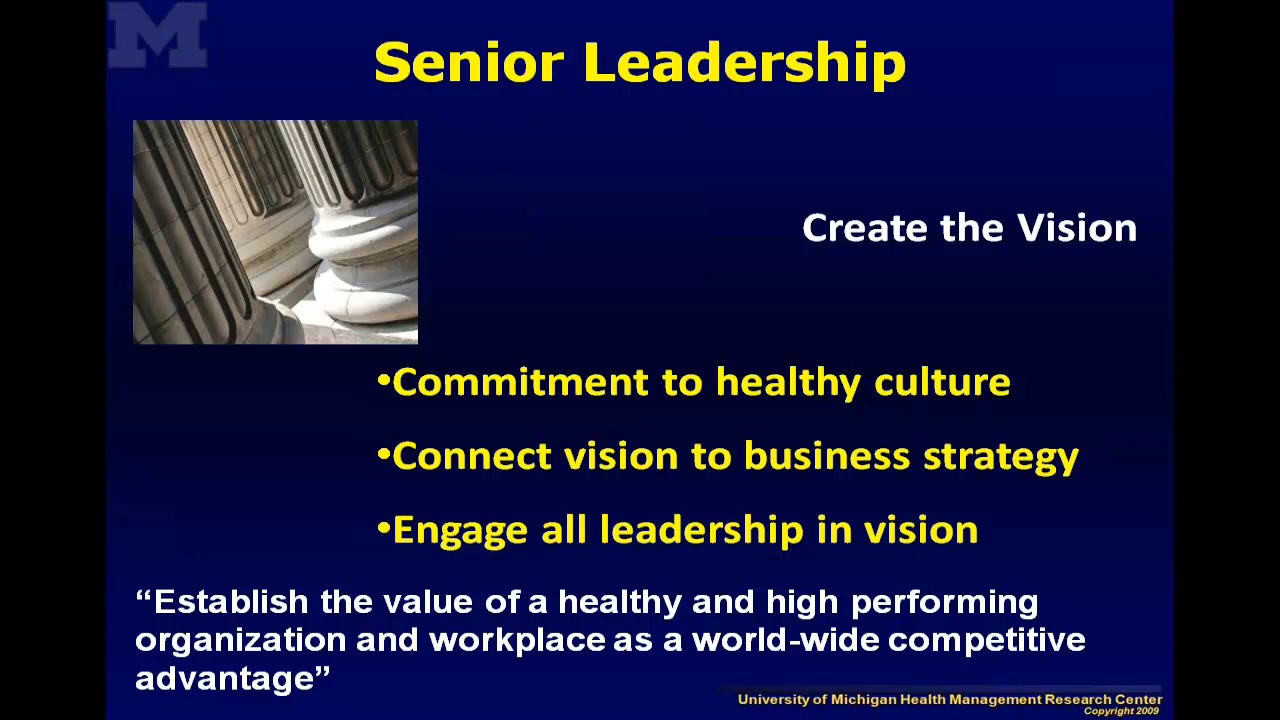 M
Senior Leadership
Create the Vision
•Commitment to healthy culture
•Connect vision to business strategy
•Engage all leadership in vision
“Establish the value of a healthy and high performing
organization and workplace as a world-wide competitive
advantage”
University of Michigan Health Management Research Center
Copyright 2009